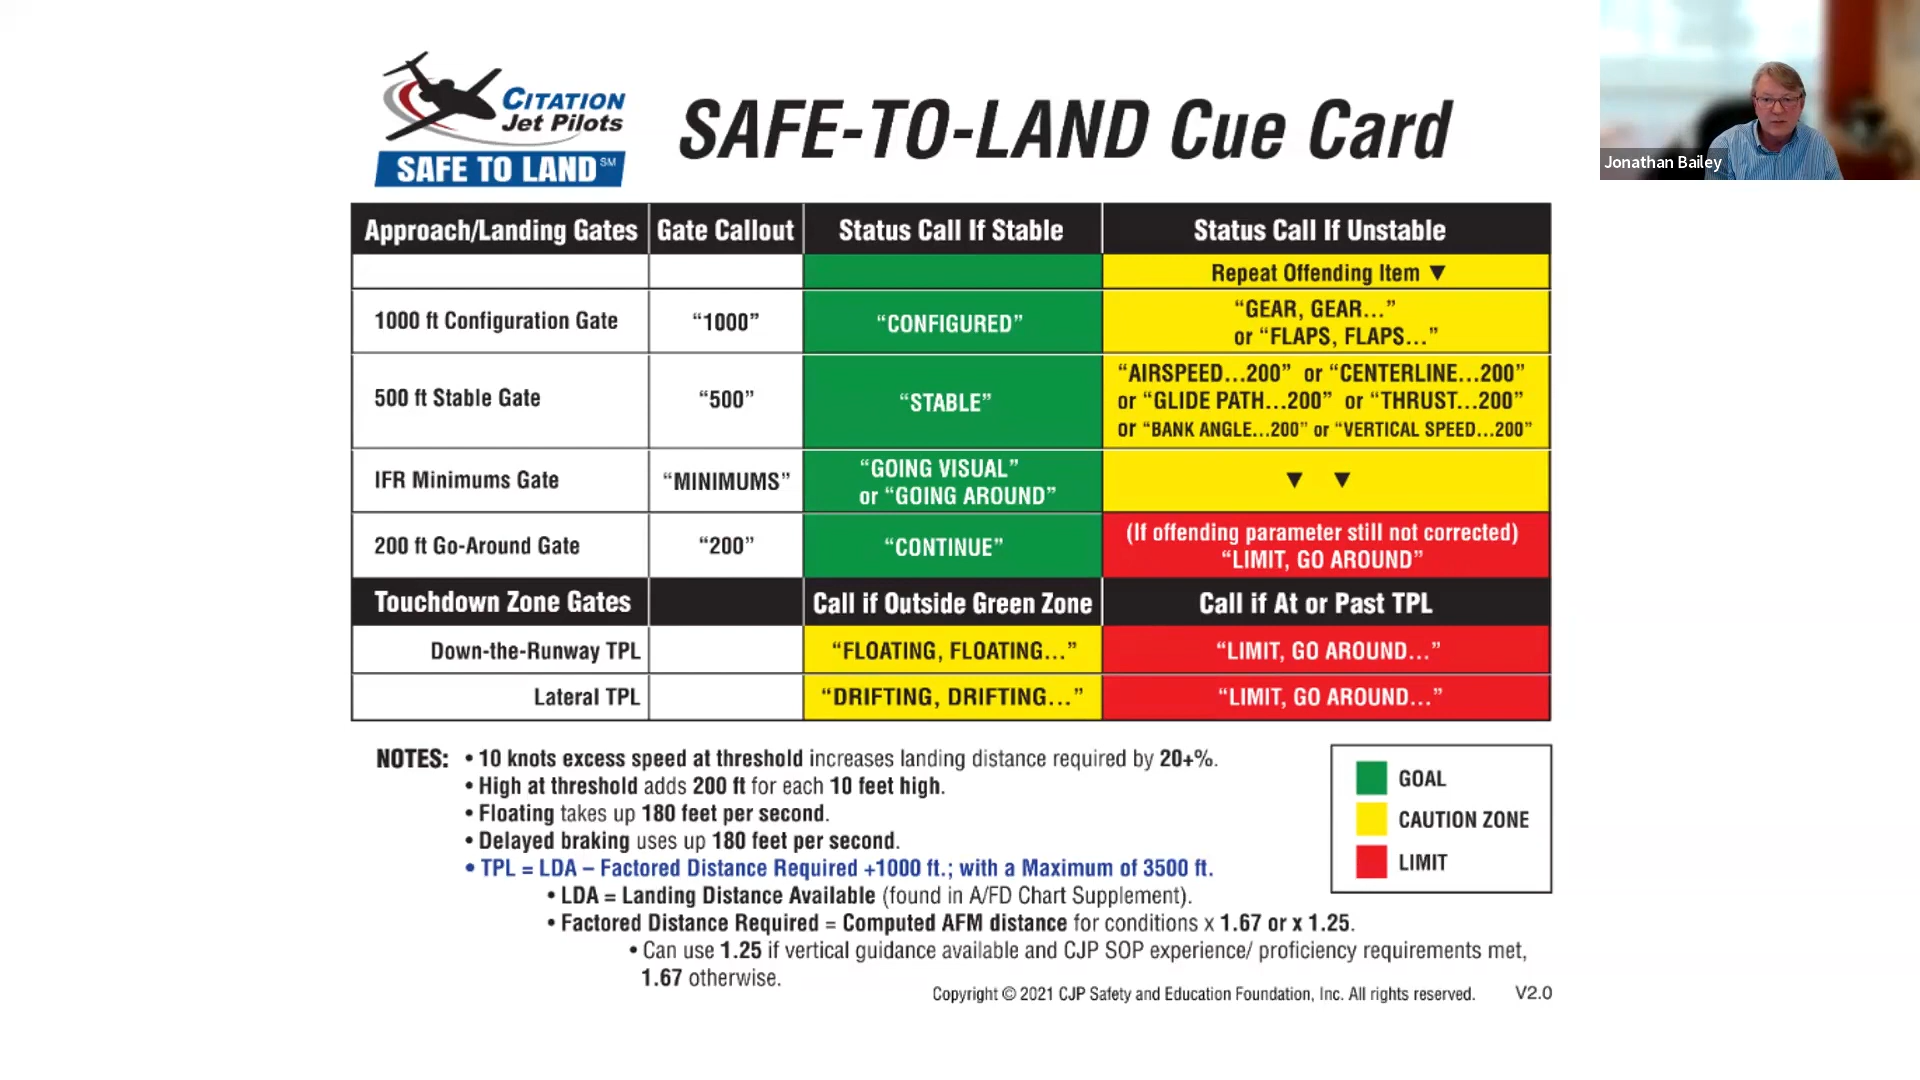 CITATION
Jet Pilots
SAFE TO LAND℠
SAFE-TO-LAND Cue Card
Jonathan Bailey
Approach/Landing Gates Gate Callout Status Call If Stable Status Call If Unstable
Repeat Offending Item ▼
1000 ft Configuration Gate “1000” “CONFIGURED” “GEAR, GEAR…”
or “FLAPS, FLAPS…”
500 ft Stable Gate “500” “STABLE” “AIRSPEED…200” or “CENTERLINE…200”
or “GLIDE PATH…200” or “THRUST…200”
or “BANK ANGLE…200” or “VERTICAL SPEED…200”
IFR Minimums Gate “MINIMUMS” “GOING VISUAL”
or “GOING AROUND”
▼ ▼
200 ft Go-Around Gate “200” “CONTINUE” (If offending parameter still not corrected)
“LIMIT, GO AROUND”
Touchdown Zone Gates Call if Outside Green Zone Call if At or Past TPL
Down-the-Runway TPL “FLOATING, FLOATING…” “LIMIT, GO AROUND…”
Lateral TPL “DRIFTING, DRIFTING…” “LIMIT, GO AROUND…”
NOTES: • 10 knots excess speed at threshold increases landing distance required by 20+%.
• High at threshold adds 200 ft for each 10 feet high.
• Floating takes up 180 feet per second.
• Delayed braking uses up 180 feet per second.
• TPL = LDA – Factored Distance Required +1000 ft.; with a Maximum of 3500 ft.
• LDA = Landing Distance Available (found in A/FD Chart Supplement).
• Factored Distance Required = Computed AFM distance for conditions x 1.67 or x 1.25.
• Can use 1.25 if vertical guidance available and CJP SOP experience/ proficiency requirements met,
1.67 otherwise.
GOAL
CAUTION ZONE
LIMIT
Copyright © 2021 CJP Safety and Education Foundation, Inc. All rights reserved. V2.0